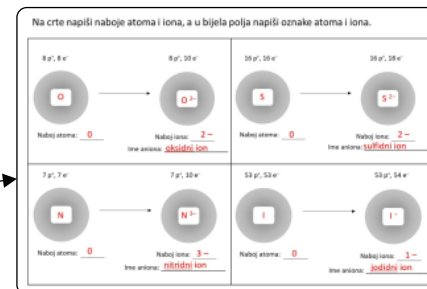 Na crte napiši naboje atoma i iona, a u bijela polja napiši oznake atoma i iona.
8 p⁺, 8 e⁻
8 p⁺, 10 e⁻
O
O²⁻
Naboj atoma: 0
Naboj iona: 2 –
Ime aniona: oksidni ion
16 p⁺, 16 e⁻
16 p⁺, 18 e⁻
S
S²⁻
Naboj atoma: 0
Naboj iona: 2 –
Ime aniona: sulfidni ion
7 p⁺, 7 e⁻
7 p⁺, 10 e⁻
N
N³⁻
Naboj atoma: 0
Naboj iona: 3 –
Ime aniona: nitridni ion
53 p⁺, 53 e⁻
53 p⁺, 54 e⁻
I
I⁻
Naboj atoma: 0
Naboj iona: 1 –
Ime aniona: jodidni ion